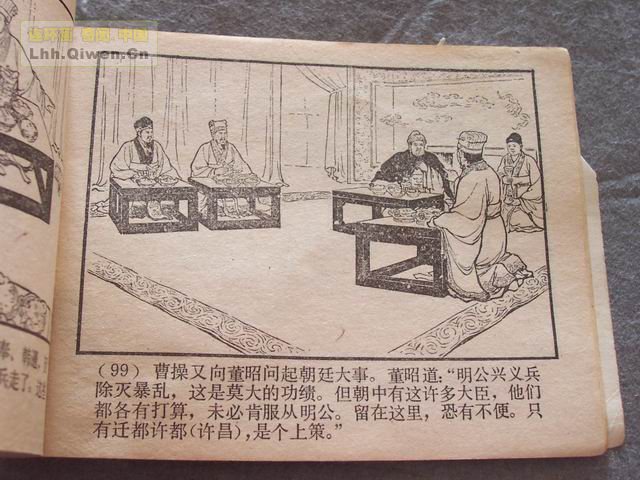 连环画 看图 中国
Lhh.Qiwen.Cn
(99) 曹操又向董昭问起朝廷大事。董昭道:“明公兴义兵
除灭暴乱，这是莫大的功绩。但朝中有这许多大臣，他们
都各有打算，未必肯服从明公。留在这里，恐有不便。只
有迁都许都(许昌)，是个上策。”
兵走了。